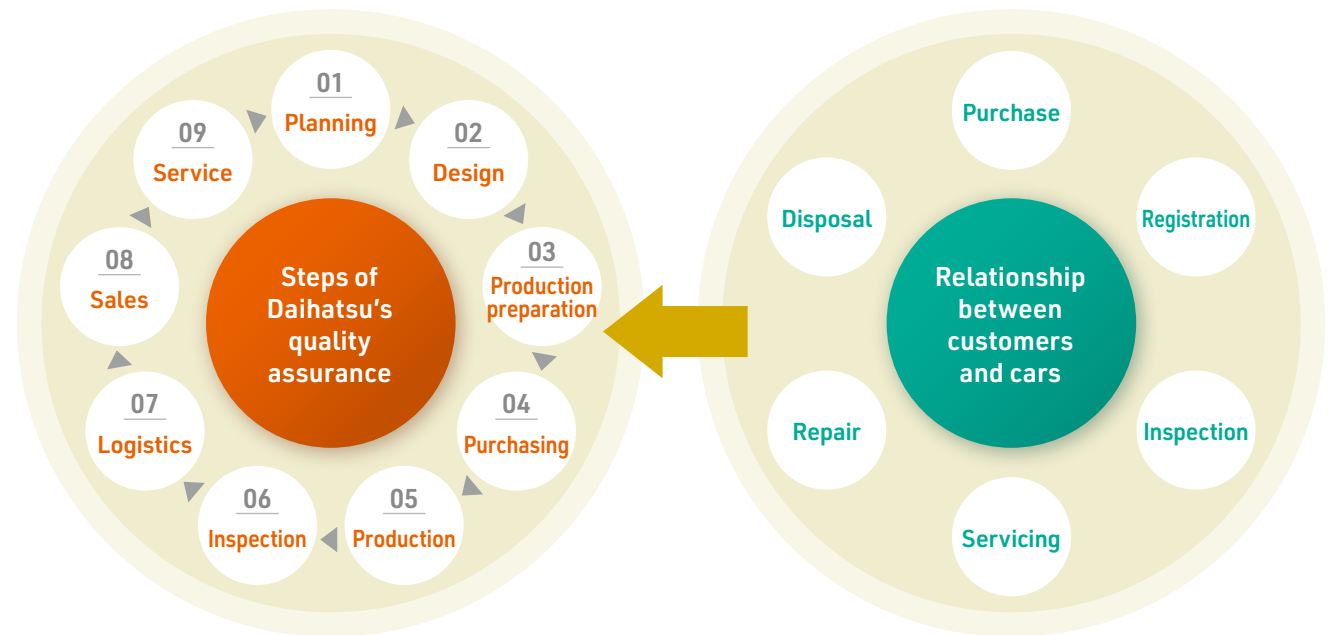 Steps of
Daihatsu’s
quality
assurance
01
Planning
02
Design
03
Production
preparation
04
Purchasing
05
Production
06
Inspection
07
Logistics
08
Sales
09
Service
Relationship
between
customers
and cars
Purchase
Registration
Inspection
Servicing
Repair
Disposal